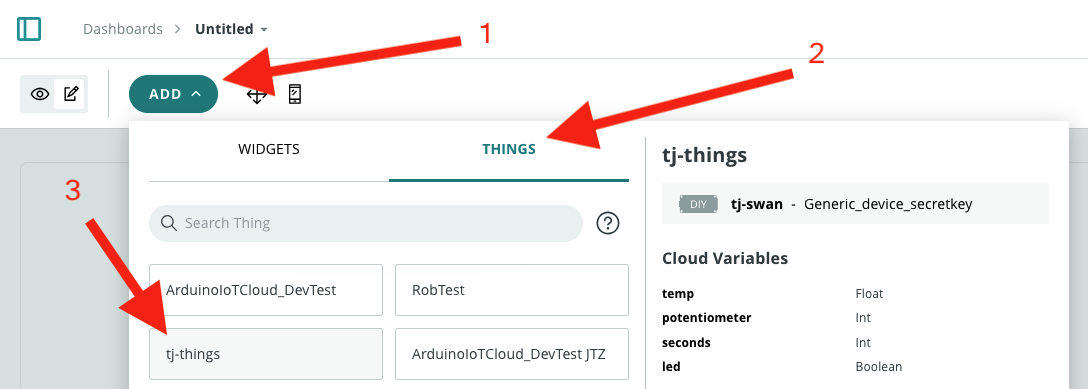 1
Dashboards > Untitled
2
ADD
WIDGETS
THINGS
3
Search Thing
?
ArduinoIoTCloud_DevTest
RobTest
tj-things
ArduinoIoTCloud_DevTest JTZ
tj-things
DIY tj-swan - Generic_device_secretkey
Cloud Variables
temp Float
potentiometer Int
seconds Int
led Boolean